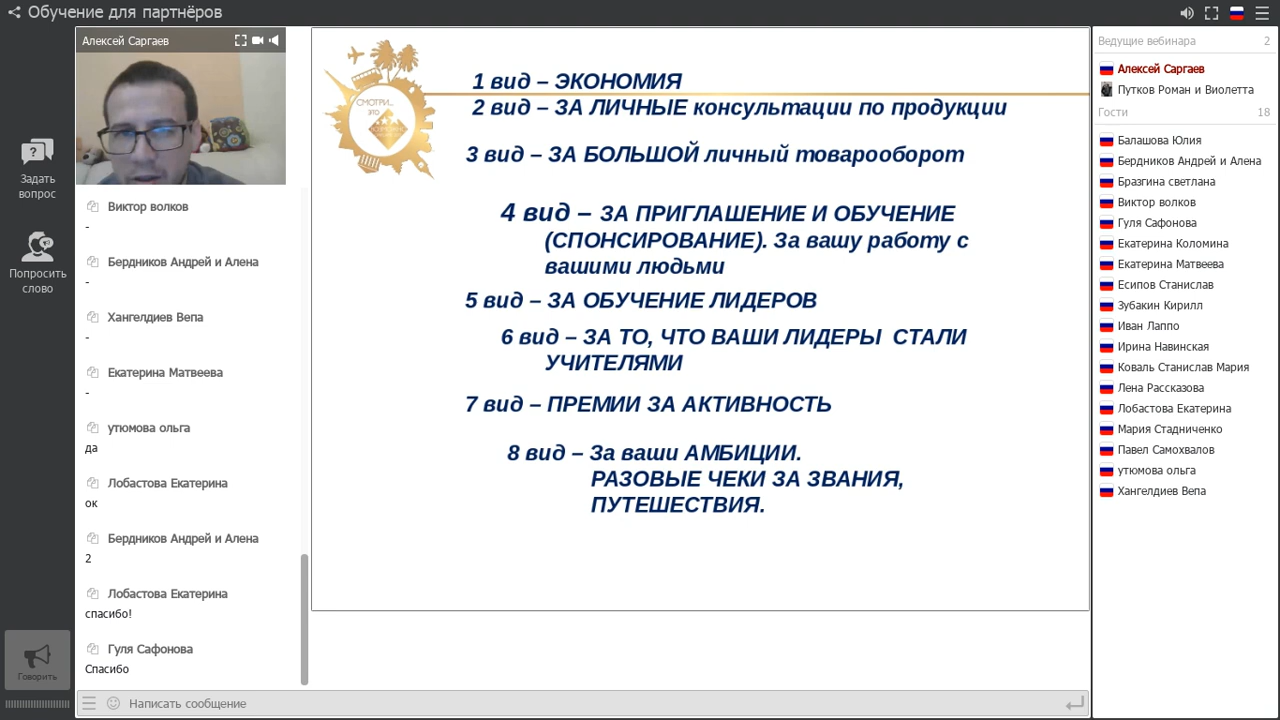 Обучение для партнёров
Алексей Саргаев
Задать
вопрос
Попросить
слово
Говорить
Виктор волков
-
Бердников Андрей и Алена
-
Хангелдиев Вепа
-
Екатерина Матвеева
-
утюмова ольга
да
Лобастова Екатерина
ок
Бердников Андрей и Алена
2
Лобастова Екатерина
спасибо!
Гуля Сафонова
Спасибо
Написать сообщение
СМОТРИ...
ЭТО
1 вид – ЭКОНОМИЯ
2 вид – ЗА ЛИЧНЫЕ консультации по продукции
3 вид – ЗА БОЛЬШОЙ личный товарооборот
4 вид – ЗА ПРИГЛАШЕНИЕ И ОБУЧЕНИЕ
(СПОНСИРОВАНИЕ). За вашу работу с
вашими людьми
5 вид – ЗА ОБУЧЕНИЕ ЛИДЕРОВ
6 вид – ЗА ТО, ЧТО ВАШИ ЛИДЕРЫ СТАЛИ
УЧИТЕЛЯМИ
7 вид – ПРЕМИИ ЗА АКТИВНОСТЬ
8 вид – За ваши АМБИЦИИ.
РАЗОВЫЕ ЧЕКИ ЗА ЗВАНИЯ,
ПУТЕШЕСТВИЯ.
Ведущие вебинара 2
Алексей Саргаев
Путков Роман и Виолетта
Гости 18
Балашова Юлия
Бердников Андрей и Алена
Бразгина светлана
Виктор волков
Гуля Сафонова
Екатерина Коломина
Екатерина Матвеева
Есипов Станислав
Зубакин Кирилл
Иван Лаппо
Ирина Навинская
Коваль Станислав Мария
Лена Рассказова
Лобастова Екатерина
Мария Стадниченко
Павел Самохвалов
утюмова ольга
Хангелдиев Вепа